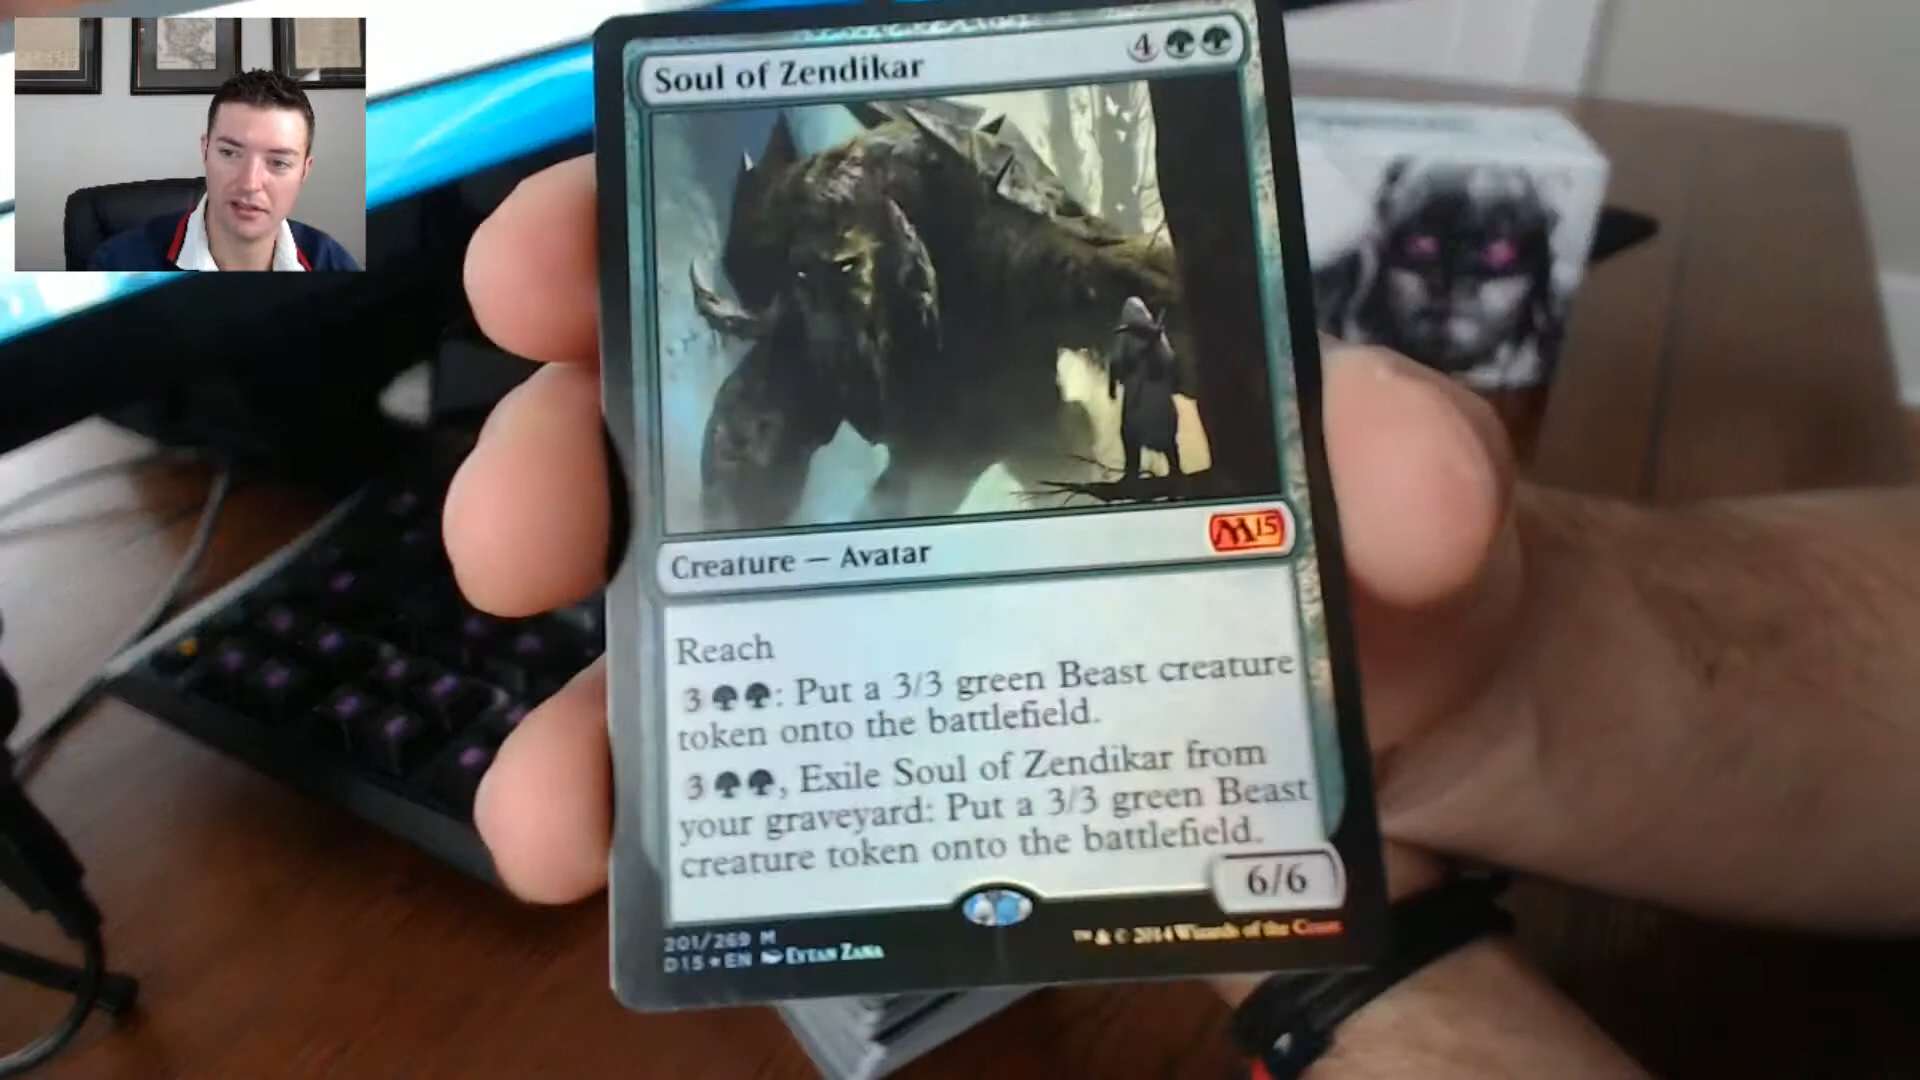 Soul of Zendikar 4
M15
Creature — Avatar
Reach
3 : Put a 3/3 green Beast creature
token onto the battlefield.
3 , Exile Soul of Zendikar from
your graveyard: Put a 3/3 green Beast
creature token onto the battlefield.
6/6
201/269 M
D15 ★ EN Eytan Zana
™ & © 2014 Wizards of the Coast